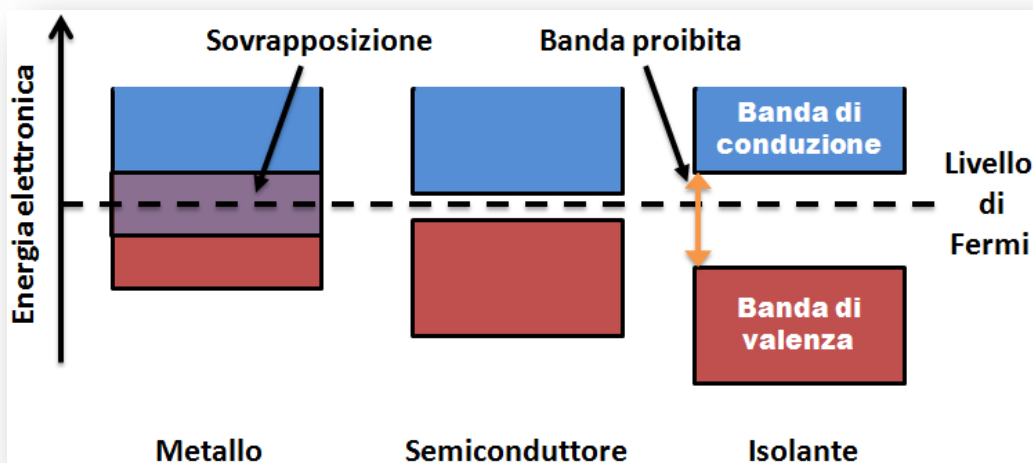 Sovrapposizione
Banda proibita
Energia elettronica
Banda di
conduzione
Livello
di
Fermi
Banda di
valenza
Metallo
Semiconduttore
Isolante